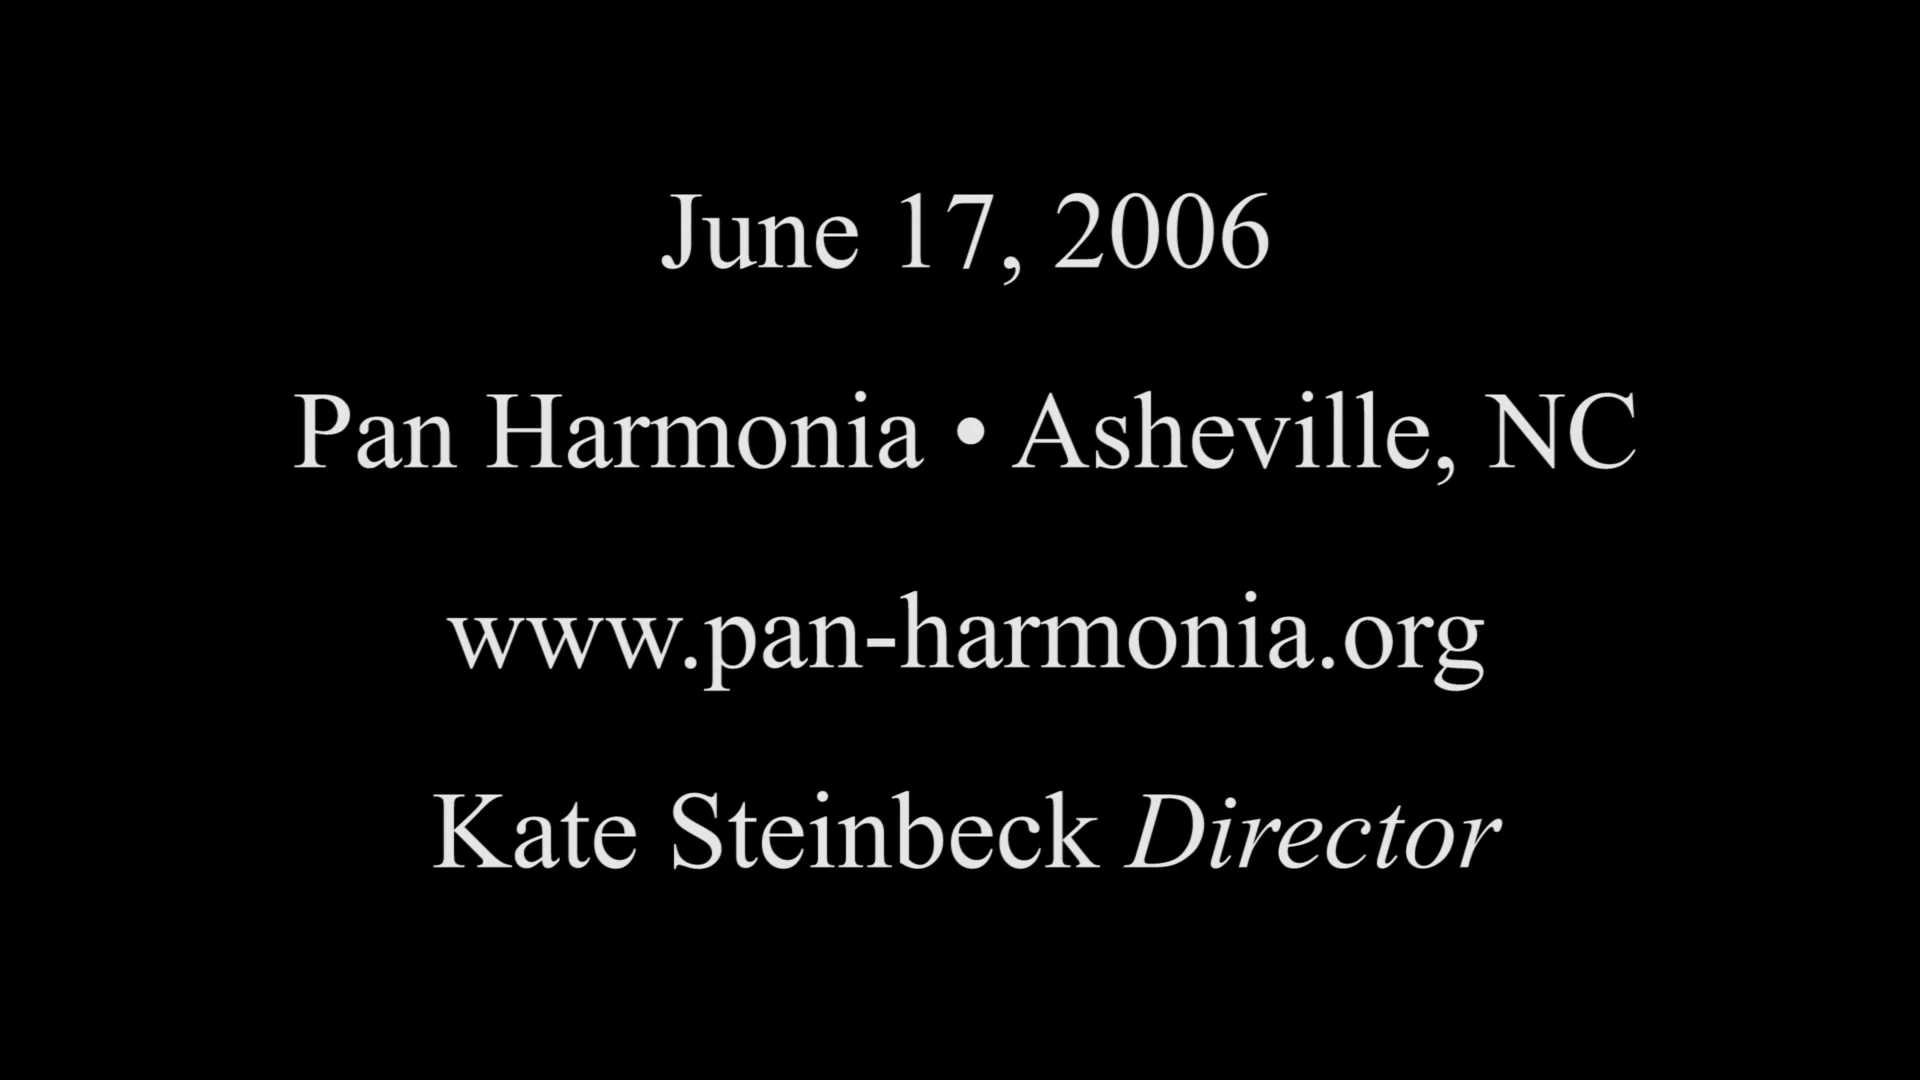 June 17, 2006
Pan Harmonia • Asheville, NC
www.pan-harmonia.org
Kate Steinbeck Director